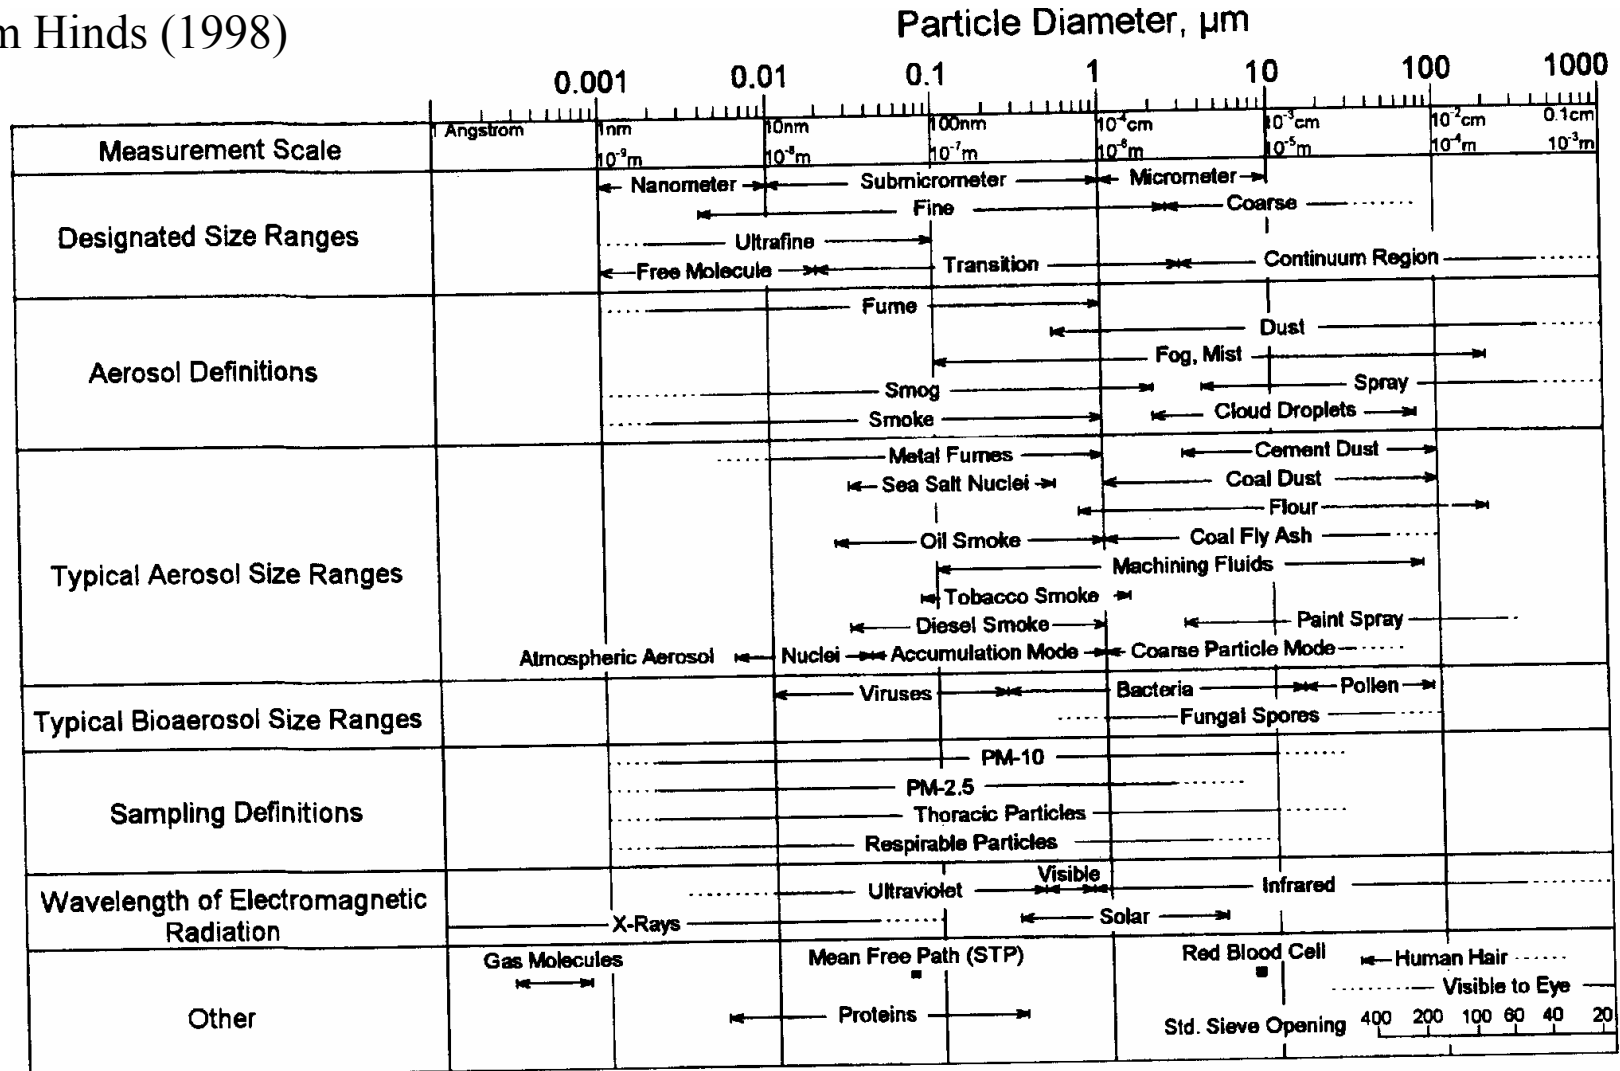 m Hinds (1998)
Particle Diameter, µm
0.001 0.01 0.1 1 10 100 1000
Measurement Scale
1 Angstrom 1nm 10nm 100nm 10⁻⁴cm 10⁻³cm 10⁻²cm 0.1cm
10⁻⁹m 10⁻⁸m 10⁻⁷m 10⁻⁶m 10⁻⁵m 10⁻⁴m 10⁻³m
Designated Size Ranges
Nanometer Submicrometer Micrometer
Fine Coarse
Ultrafine
Free Molecule Transition Continuum Region
Aerosol Definitions
Fume
Dust
Fog, Mist
Smog Spray
Smoke Cloud Droplets
Typical Aerosol Size Ranges
Metal Fumes Cement Dust
Sea Salt Nuclei Coal Dust
Flour
Oil Smoke Coal Fly Ash
Machining Fluids
Tobacco Smoke
Diesel Smoke Paint Spray
Atmospheric Aerosol Nuclei Accumulation Mode Coarse Particle Mode
Typical Bioaerosol Size Ranges
Viruses Bacteria Pollen
Fungal Spores
Sampling Definitions
PM-10
PM-2.5
Thoracic Particles
Respirable Particles
Wavelength of Electromagnetic
Radiation
Visible
Ultraviolet Infrared
X-Rays Solar
Other
Gas Molecules Mean Free Path (STP) Red Blood Cell Human Hair
Visible to Eye
Proteins
Std. Sieve Opening 400 200 100 60 40 20